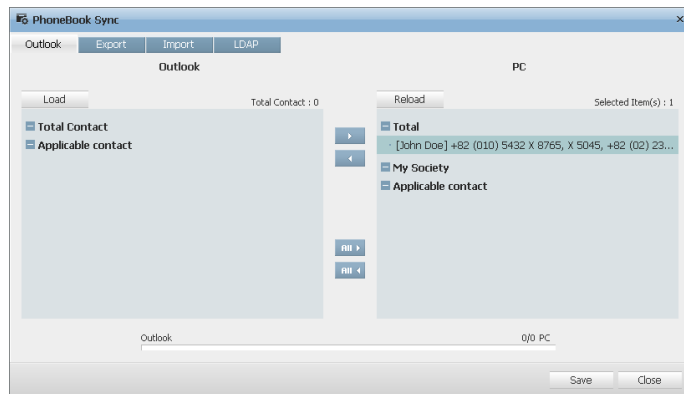 PhoneBook Sync
Outlook Export Import LDAP
Outlook
PC
Load
Total Contact : 0
Reload
Selected Item(s) : 1
Total Contact
Applicable contact
Total
[John Doe] +82 (010) 5432 X 8765, X 5045, +82 (02) 23...
My Society
Applicable contact
All
All
Outlook
0/0 PC
Save
Close